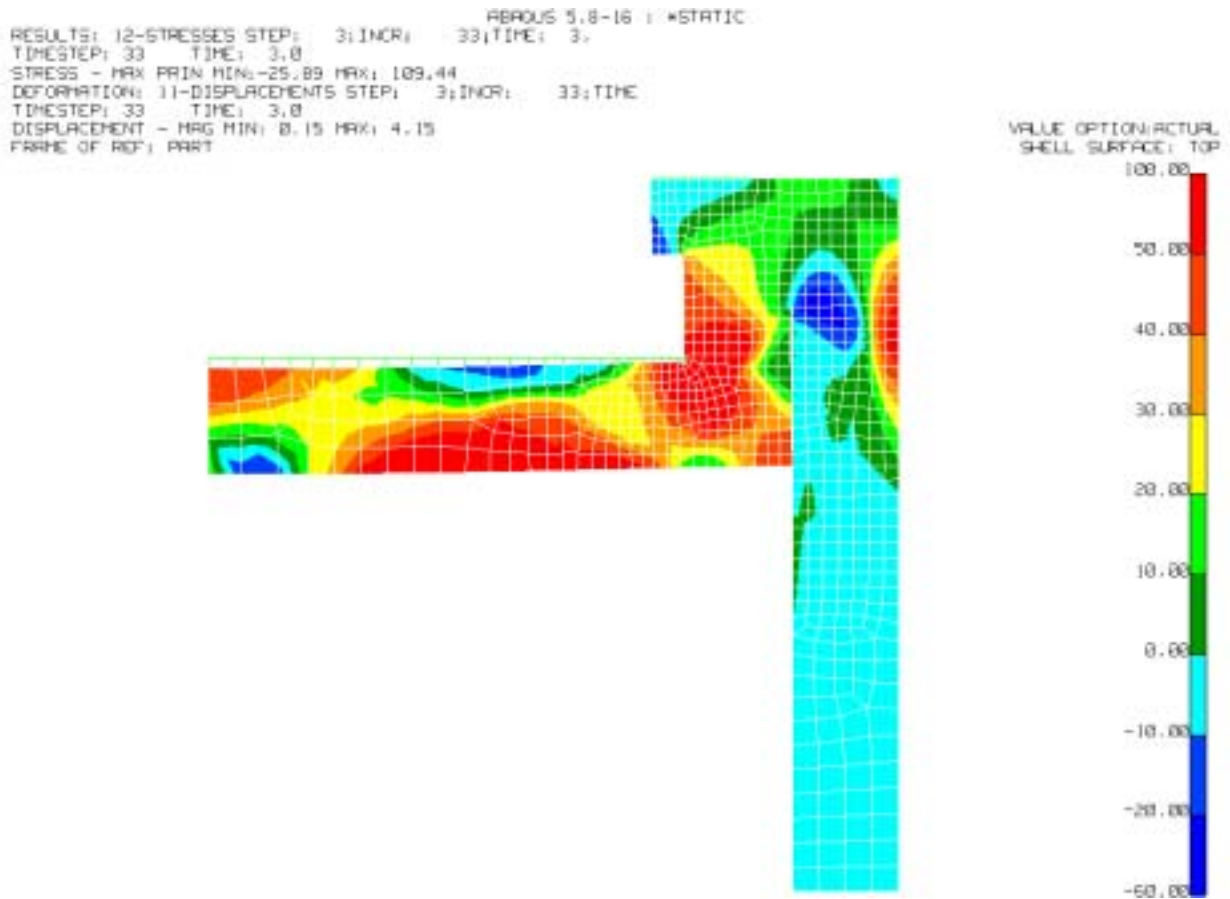 ABAQUS 5.8-16 : *STATIC
RESULTS: 12-STRESSES STEP: 3;INCR: 33;TIME: 3.
TIMESTEP: 33 TIME: 3.0
STRESS - MAX PRIN MIN:-25.89 MAX: 109.44
DEFORMATION: 11-DISPLACEMENTS STEP: 3;INCR: 33;TIME
TIMESTEP: 33 TIME: 3.0
DISPLACEMENT - MAG MIN: 0.15 MAX: 4.15
FRAME OF REF: PART
VALUE OPTION:ACTUAL
SHELL SURFACE: TOP
100.00
50.00
40.00
30.00
20.00
10.00
0.00
-10.00
-20.00
-60.00